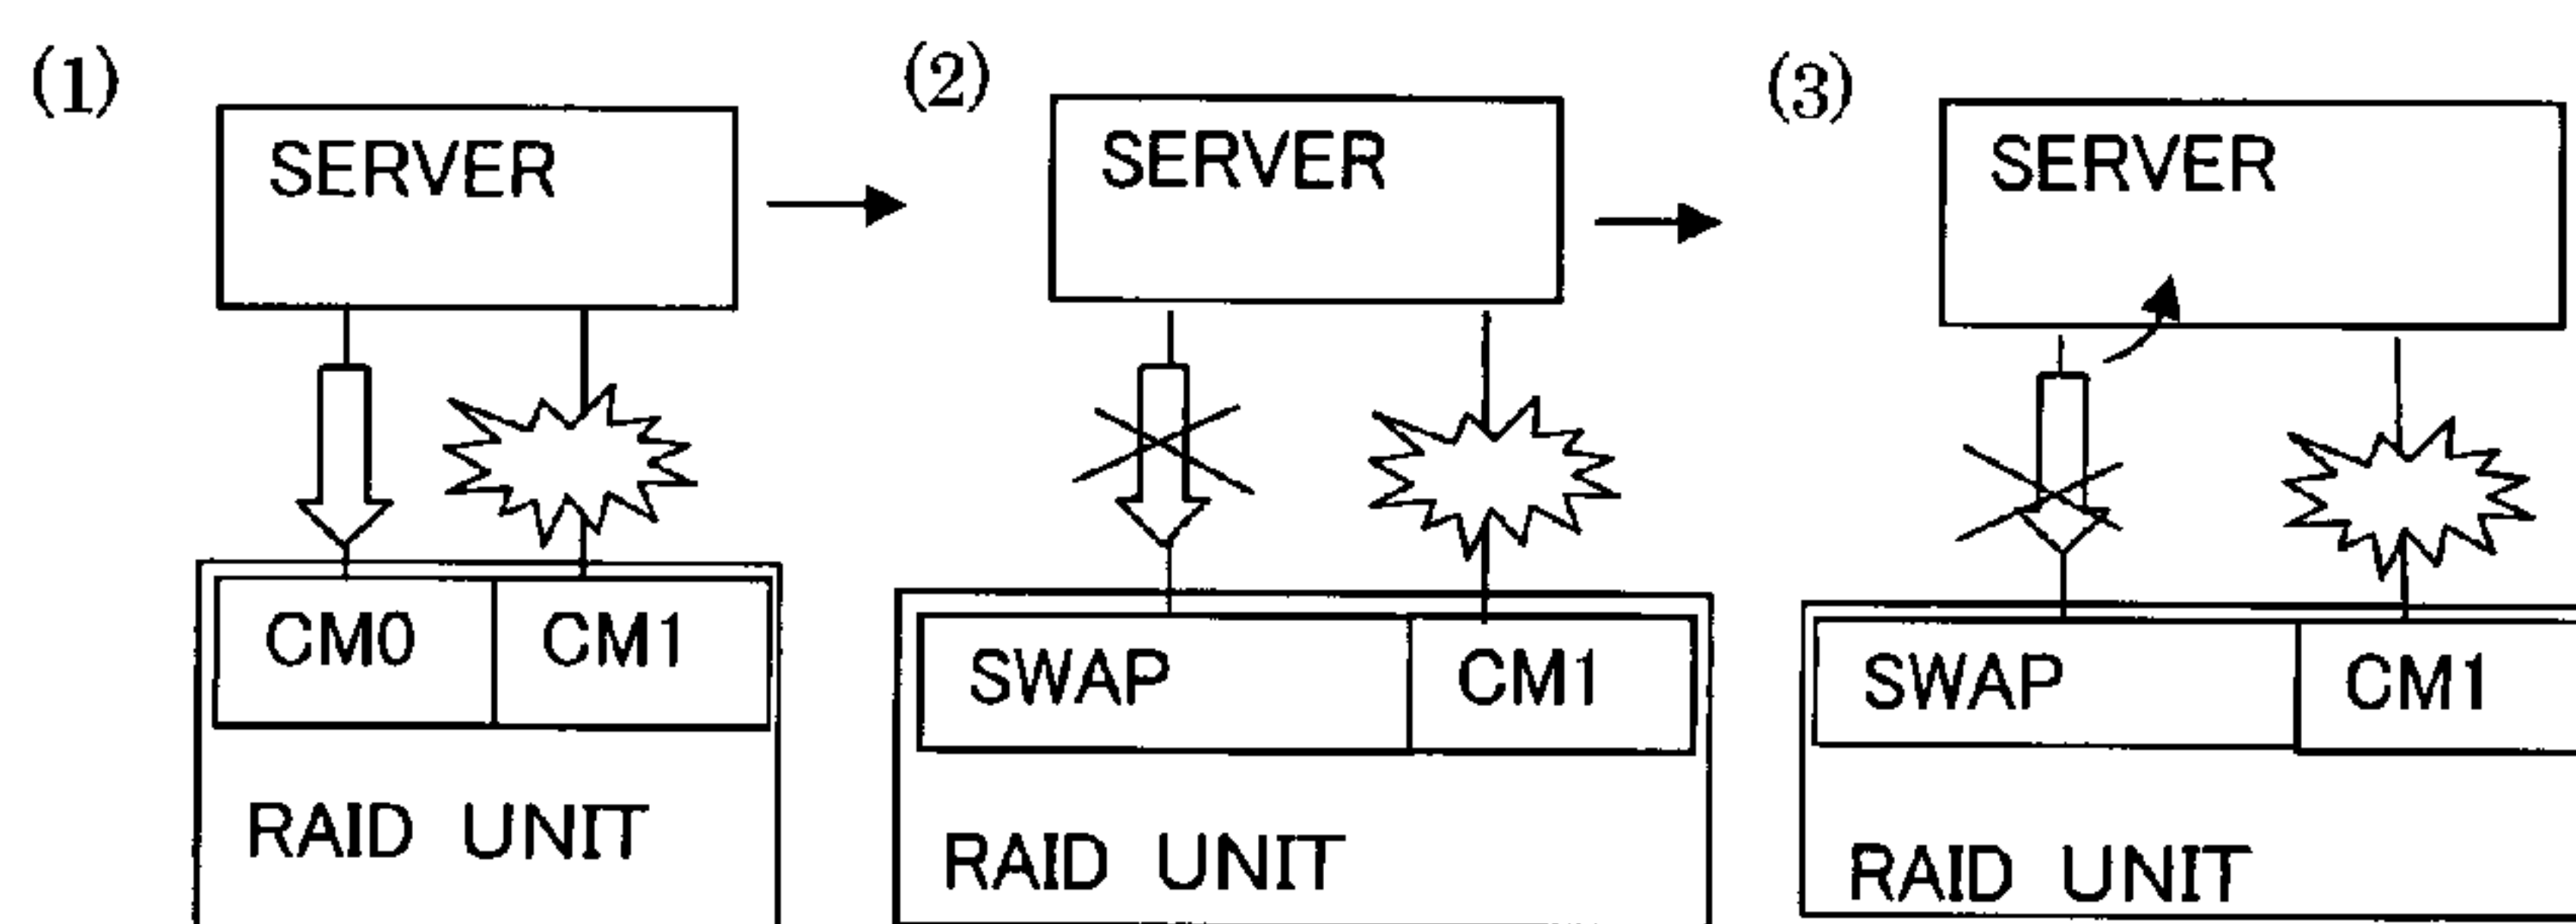 (1)
SERVER
CM0 CM1
RAID UNIT
(2)
SERVER
SWAP CM1
RAID UNIT
(3)
SERVER
SWAP CM1
RAID UNIT